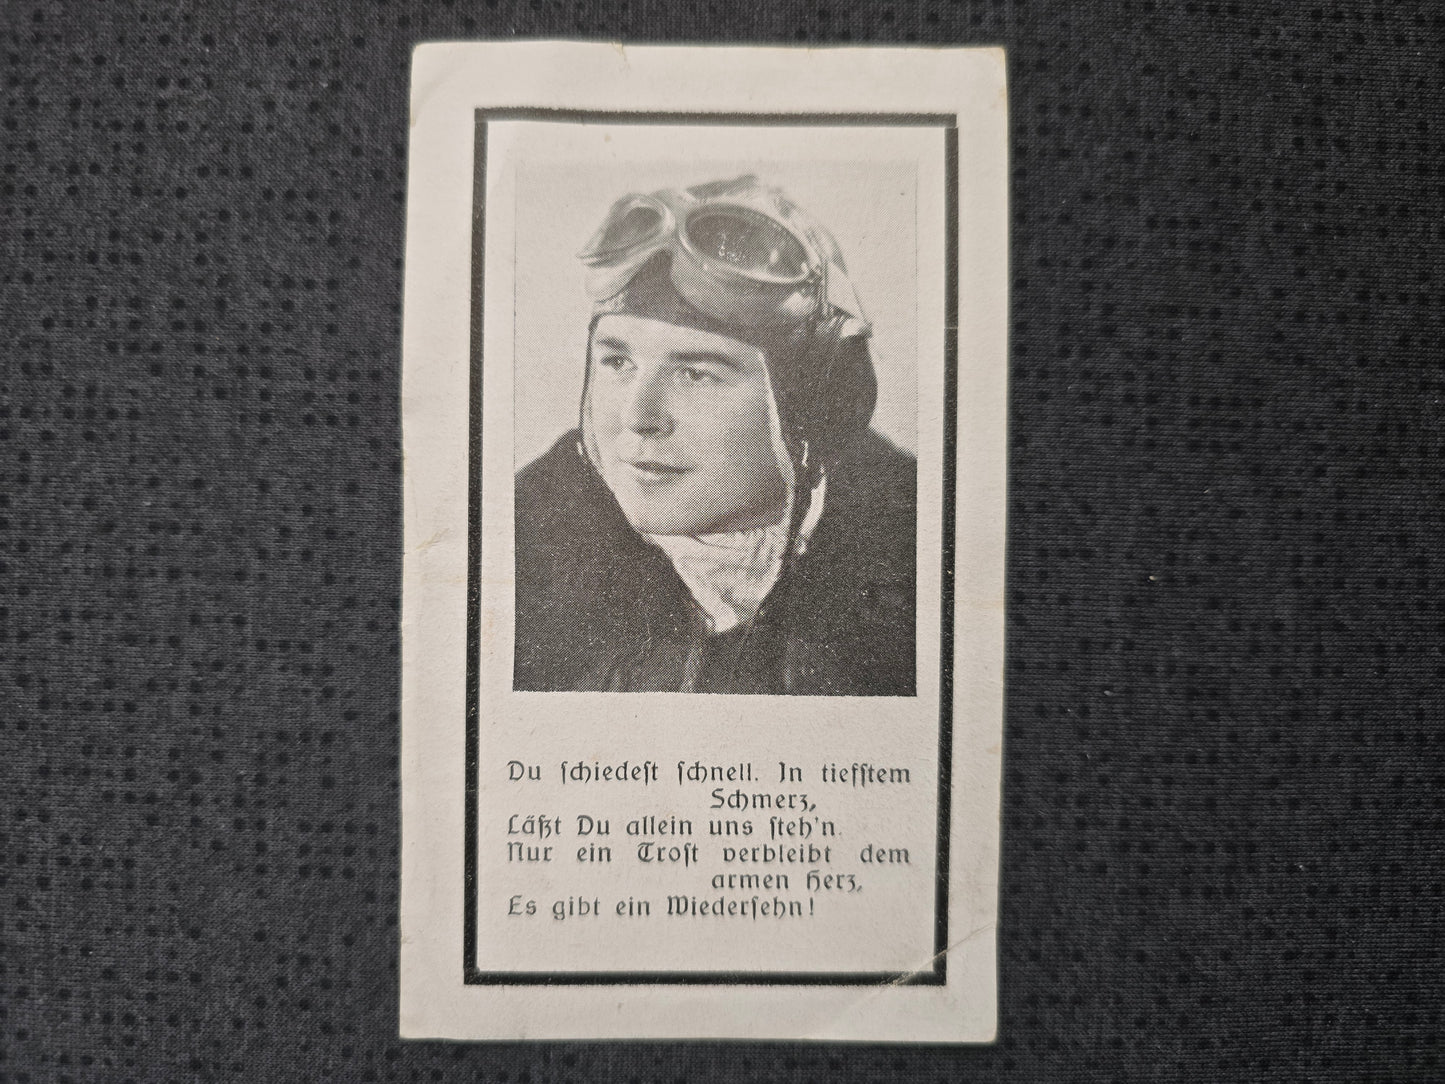 Du ſchiedeſt ſchnell. In tiefſtem
Schmerz,
Läßt Du allein uns ſteh'n.
Nur ein Troſt verbleibt dem
armen Herz,
Es gibt ein Wiederſehn!